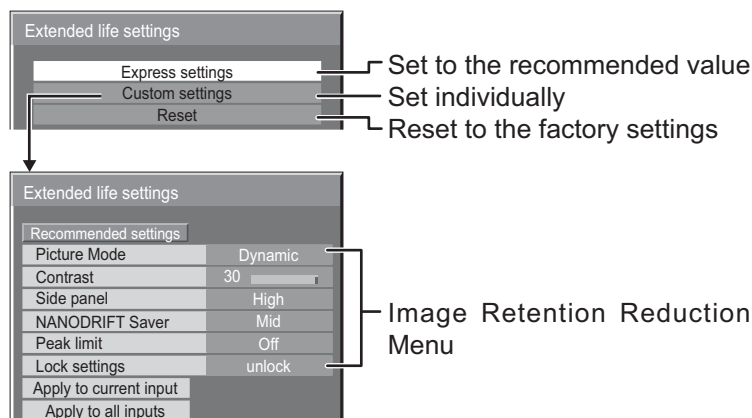 Extended life settings
Express settings
Custom settings
Reset
Set to the recommended value
Set individually
Reset to the factory settings
Extended life settings
Recommended settings
Picture Mode Dynamic
Contrast 30
Side panel High
NANODRIFT Saver Mid
Peak limit Off
Lock settings unlock
Apply to current input
Apply to all inputs
Image Retention Reduction
Menu